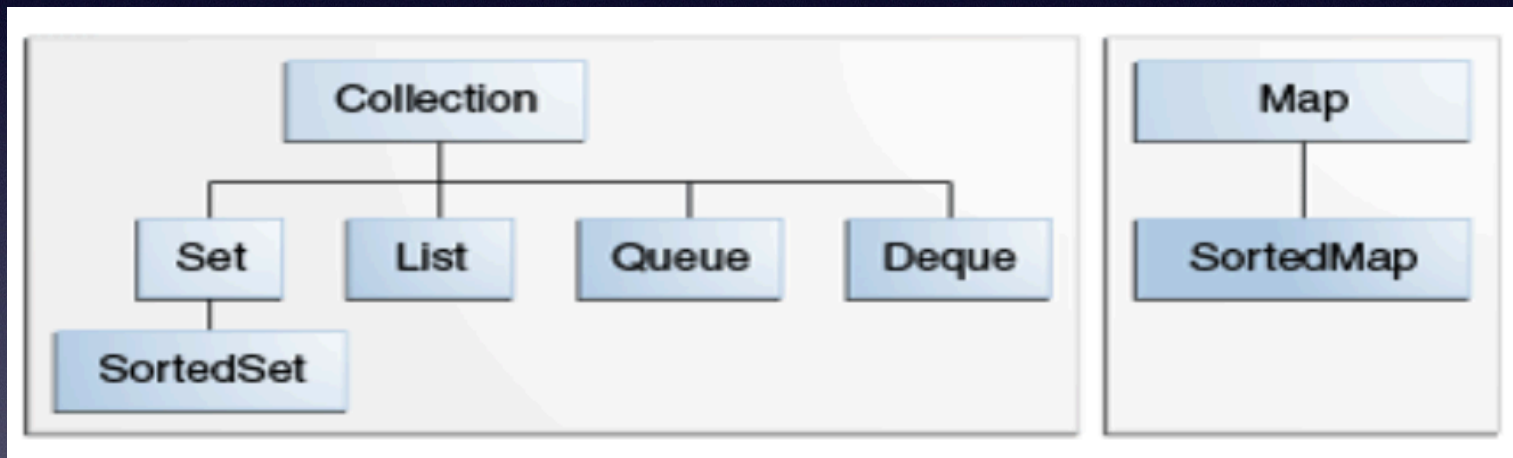 Collection
Map
Set
List
Queue
Deque
SortedMap
SortedSet